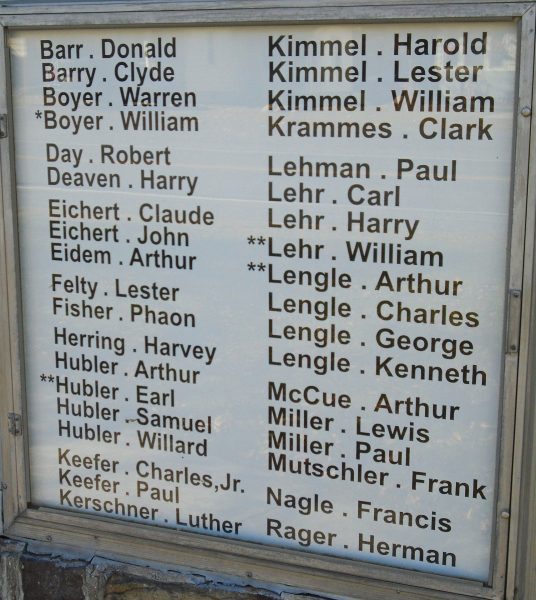 Barr . Donald
Barry . Clyde
Boyer . Warren
*Boyer . William
Day . Robert
Deaven . Harry
Eichert . Claude
Eichert . John
Eidem . Arthur
Felty . Lester
Fisher . Phaon
Herring . Harvey
Hubler . Arthur
**Hubler . Earl
Hubler . Samuel
Hubler . Willard
Keefer . Charles,Jr.
Keefer . Paul
Kerschner . Luther
Kimmel . Harold
Kimmel . Lester
Kimmel . William
Krammes . Clark
Lehman . Paul
Lehr . Carl
Lehr . Harry
**Lehr . William
**Lengle . Arthur
Lengle . Charles
Lengle . George
Lengle . Kenneth
McCue . Arthur
Miller . Lewis
Miller . Paul
Mutschler . Frank
Nagle . Francis
Rager . Herman